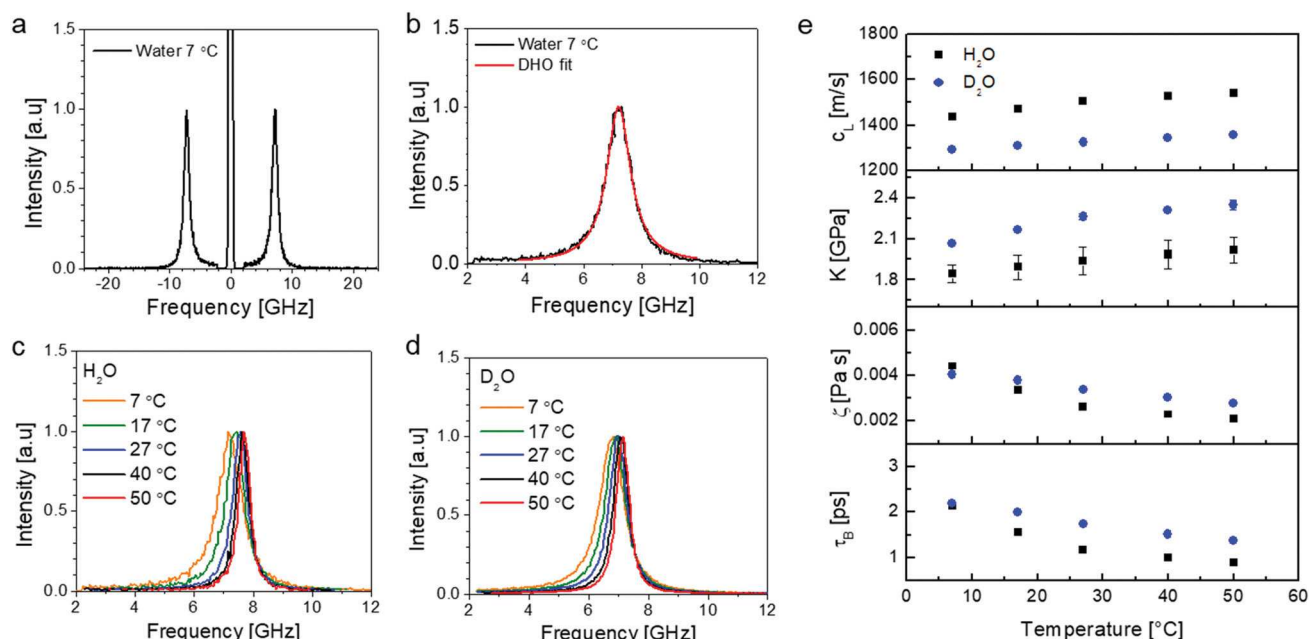 a
1.5
1.0
0.5
0.0
Intensity [a.u]
Water 7 °C
-20 -10 0 10 20
Frequency [GHz]
b
1.5
1.0
0.5
0.0
Intensity [a.u]
Water 7 °C
DHO fit
2 4 6 8 10 12
Frequency [GHz]
c
1.5
1.0
0.5
0.0
Intensity [a.u]
H2O
7 °C
17 °C
27 °C
40 °C
50 °C
2 4 6 8 10 12
Frequency [GHz]
d
1.5
1.0
0.5
0.0
Intensity [a.u]
D2O
7 °C
17 °C
27 °C
40 °C
50 °C
2 4 6 8 10 12
Frequency [GHz]
e
1800
1600
1400
1200
cL [m/s]
H2O
D2O
2.4
2.1
1.8
K [GPa]
0.006
0.004
0.002
ζ [Pa s]
2
1
τB [ps]
0 10 20 30 40 50 60
Temperature [°C]